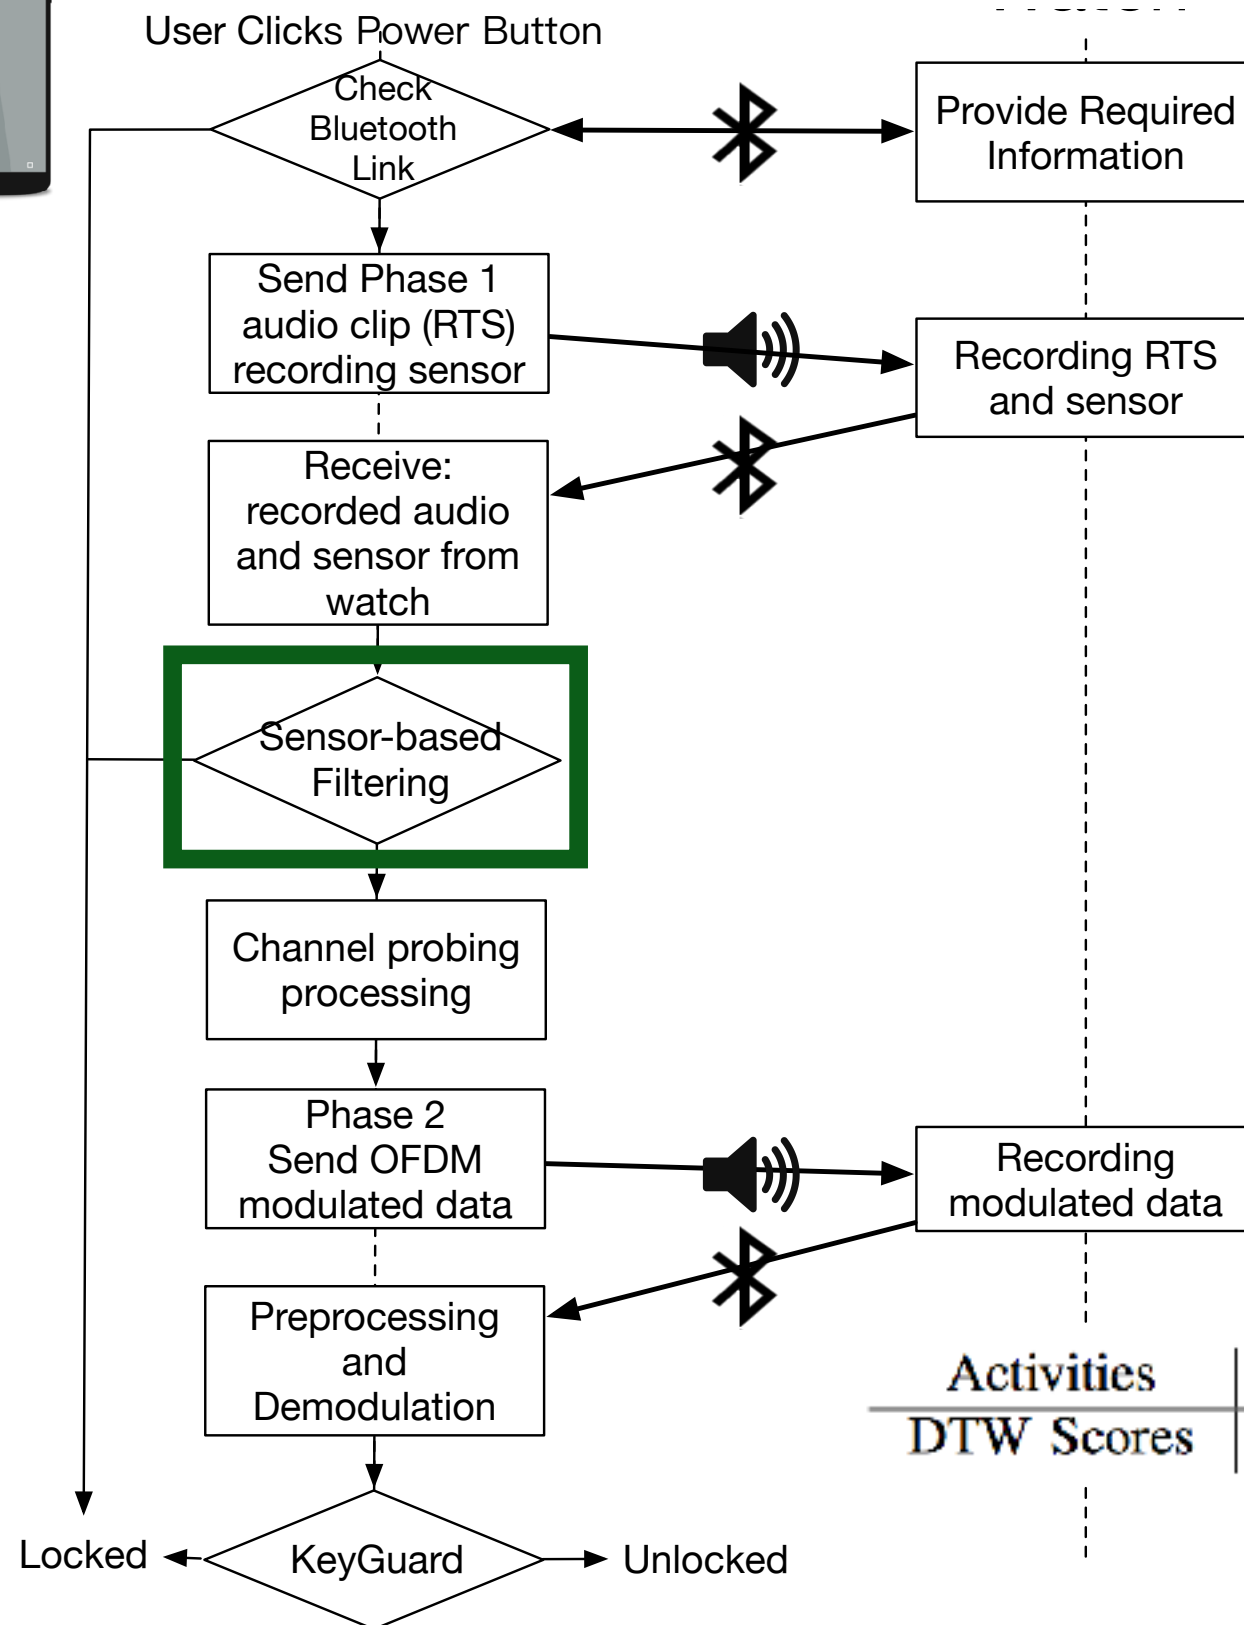 User Clicks Power Button
Check
Bluetooth
Link
Provide Required
Information
Send Phase 1
audio clip (RTS)
recording sensor
Recording RTS
and sensor
Receive:
recorded audio
and sensor from
watch
Sensor-based
Filtering
Channel probing
processing
Phase 2
Send OFDM
modulated data
Recording
modulated data
Preprocessing
and
Demodulation
Activities
DTW Scores
Locked
KeyGuard
Unlocked